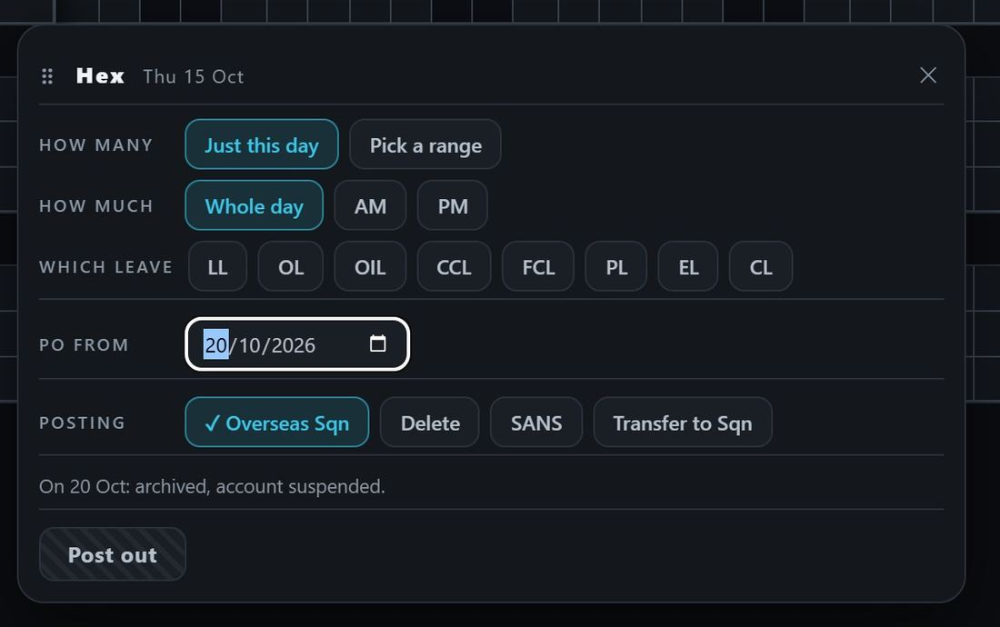 Hex Thu 15 Oct
HOW MANY Just this day Pick a range
HOW MUCH Whole day AM PM
WHICH LEAVE LL OL OIL CCL FCL PL EL CL
PO FROM 20/10/2026
POSTING ✓ Overseas Sqn Delete SANS Transfer to Sqn
On 20 Oct: archived, account suspended.
Post out